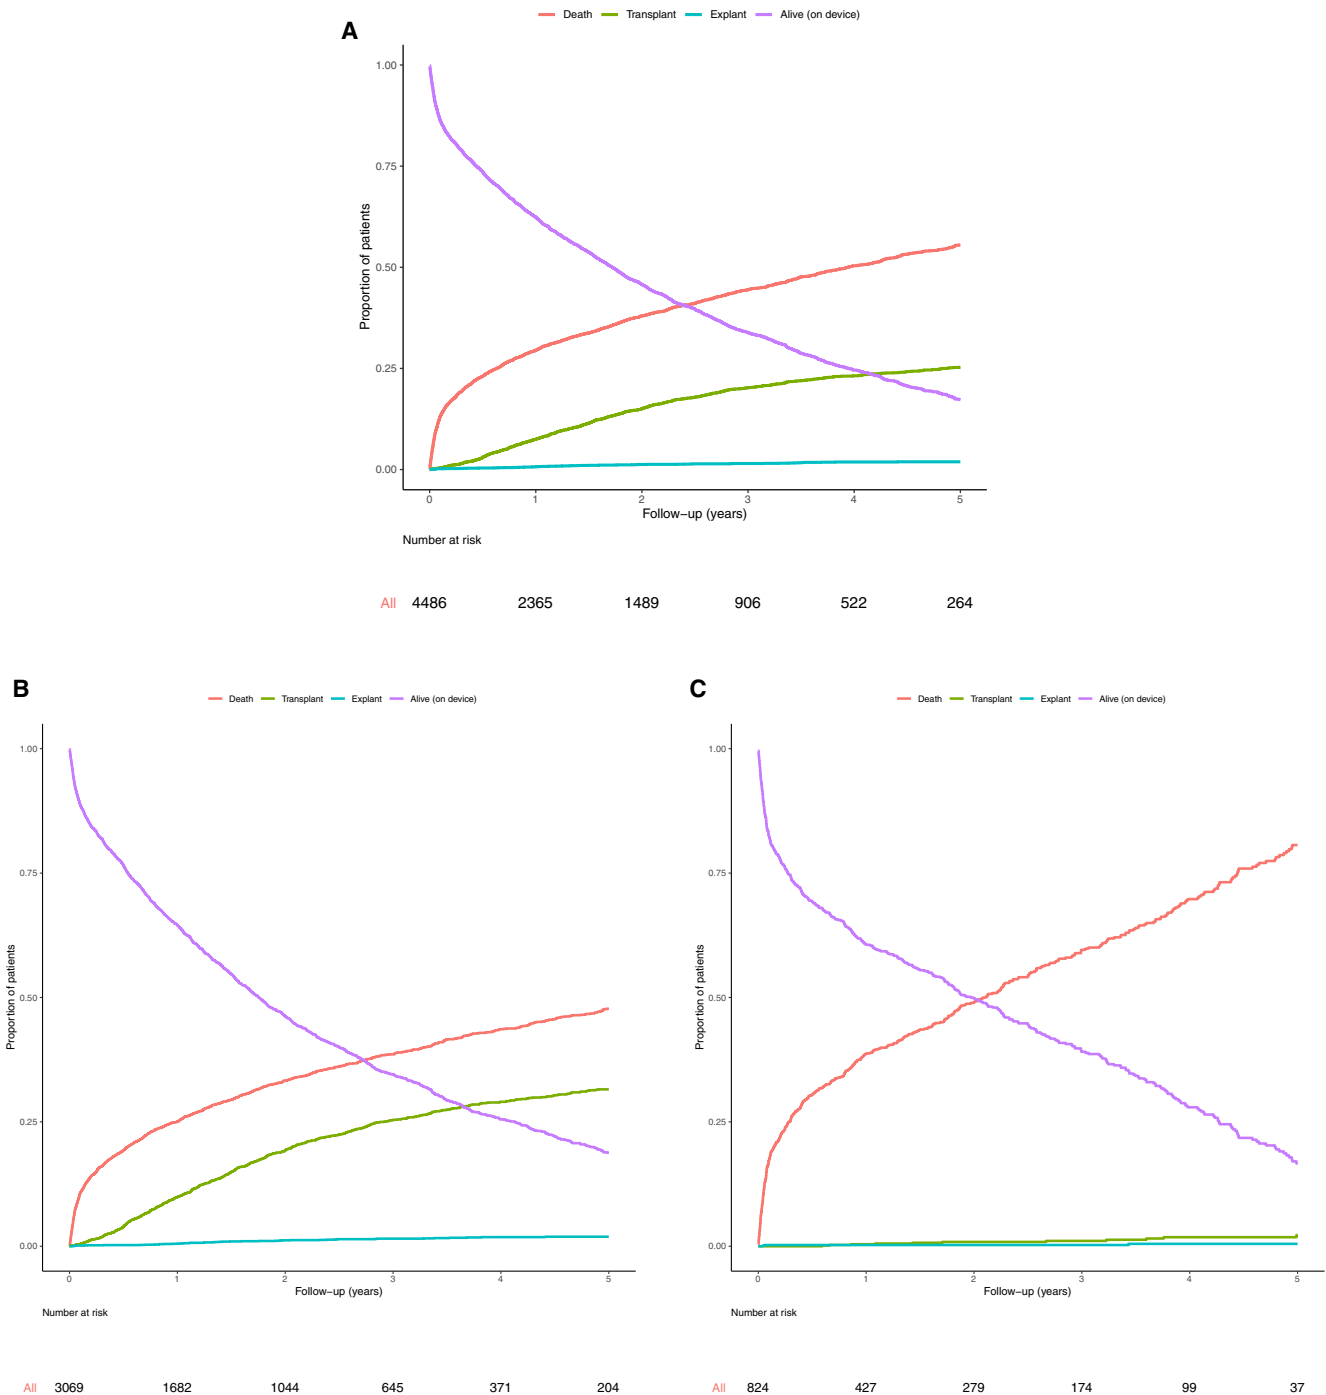 Death Transplant Explant Alive (on device)
A
1.00
0.75
0.50
0.25
0.00
Proportion of patients
0 1 2 3 4 5
Follow−up (years)
Number at risk
All 4486 2365 1489 906 522 264
B
Death Transplant Explant Alive (on device)
1.00
0.75
0.50
0.25
0.00
Proportion of patients
0 1 2 3 4 5
Follow−up (years)
Number at risk
All 3069 1682 1044 645 371 204
C
Death Transplant Explant Alive (on device)
1.00
0.75
0.50
0.25
0.00
Proportion of patients
0 1 2 3 4 5
Follow−up (years)
Number at risk
All 824 427 279 174 99 37